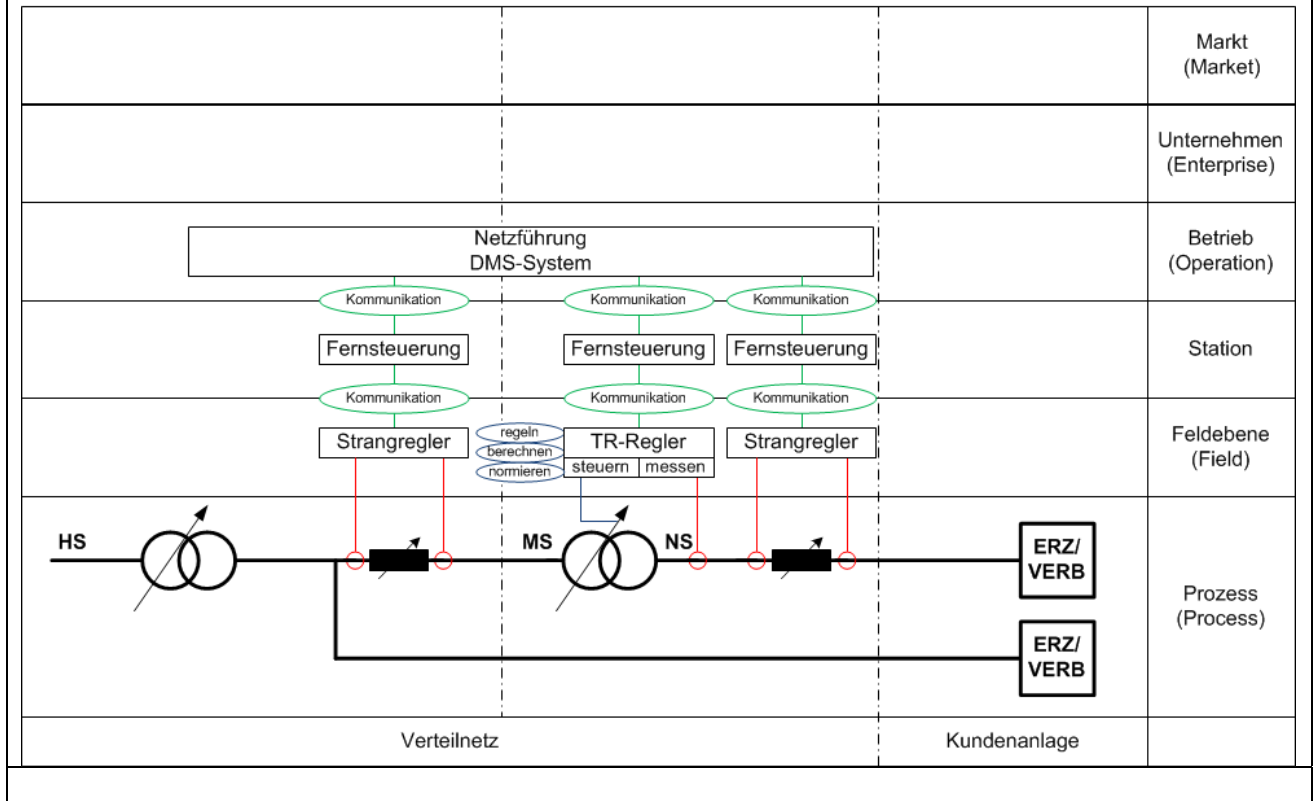 Markt
(Market)
Unternehmen
(Enterprise)
Netzführung
DMS-System
Betrieb
(Operation)
Kommunikation
Kommunikation
Kommunikation
Fernsteuerung
Fernsteuerung
Fernsteuerung
Station
Kommunikation
Kommunikation
Kommunikation
Strangregler
regeln
berechnen
normieren
TR-Regler
steuern
messen
Strangregler
Feldebene
(Field)
HS
MS
NS
ERZ/
VERB
ERZ/
VERB
Prozess
(Process)
Verteilnetz
Kundenanlage